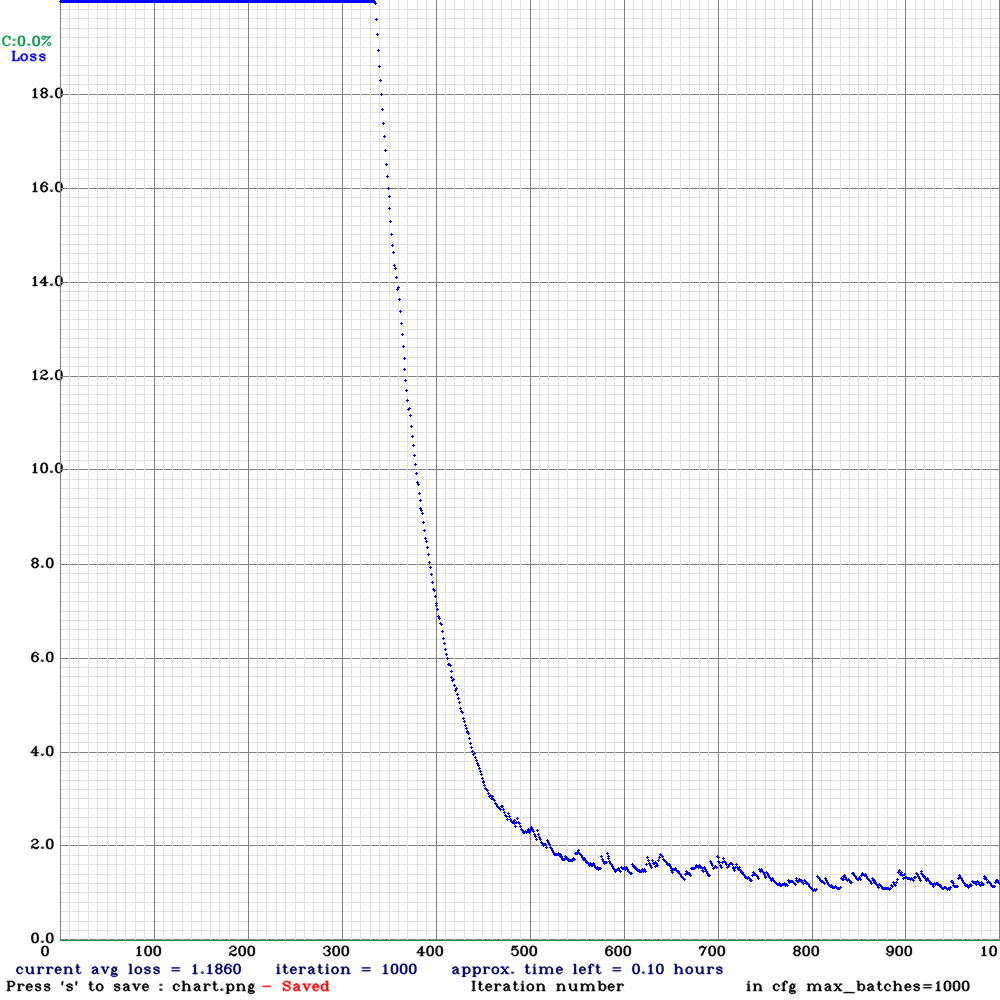 C:0.0%
Loss
18.0
16.0
14.0
12.0
10.0
8.0
6.0
4.0
2.0
0.0
0 100 200 300 400 500 600 700 800 900 10
current avg loss = 1.1860 iteration = 1000 approx. time left = 0.10 hours
Press 's' to save : chart.png - Saved Iteration number in cfg max_batches=1000